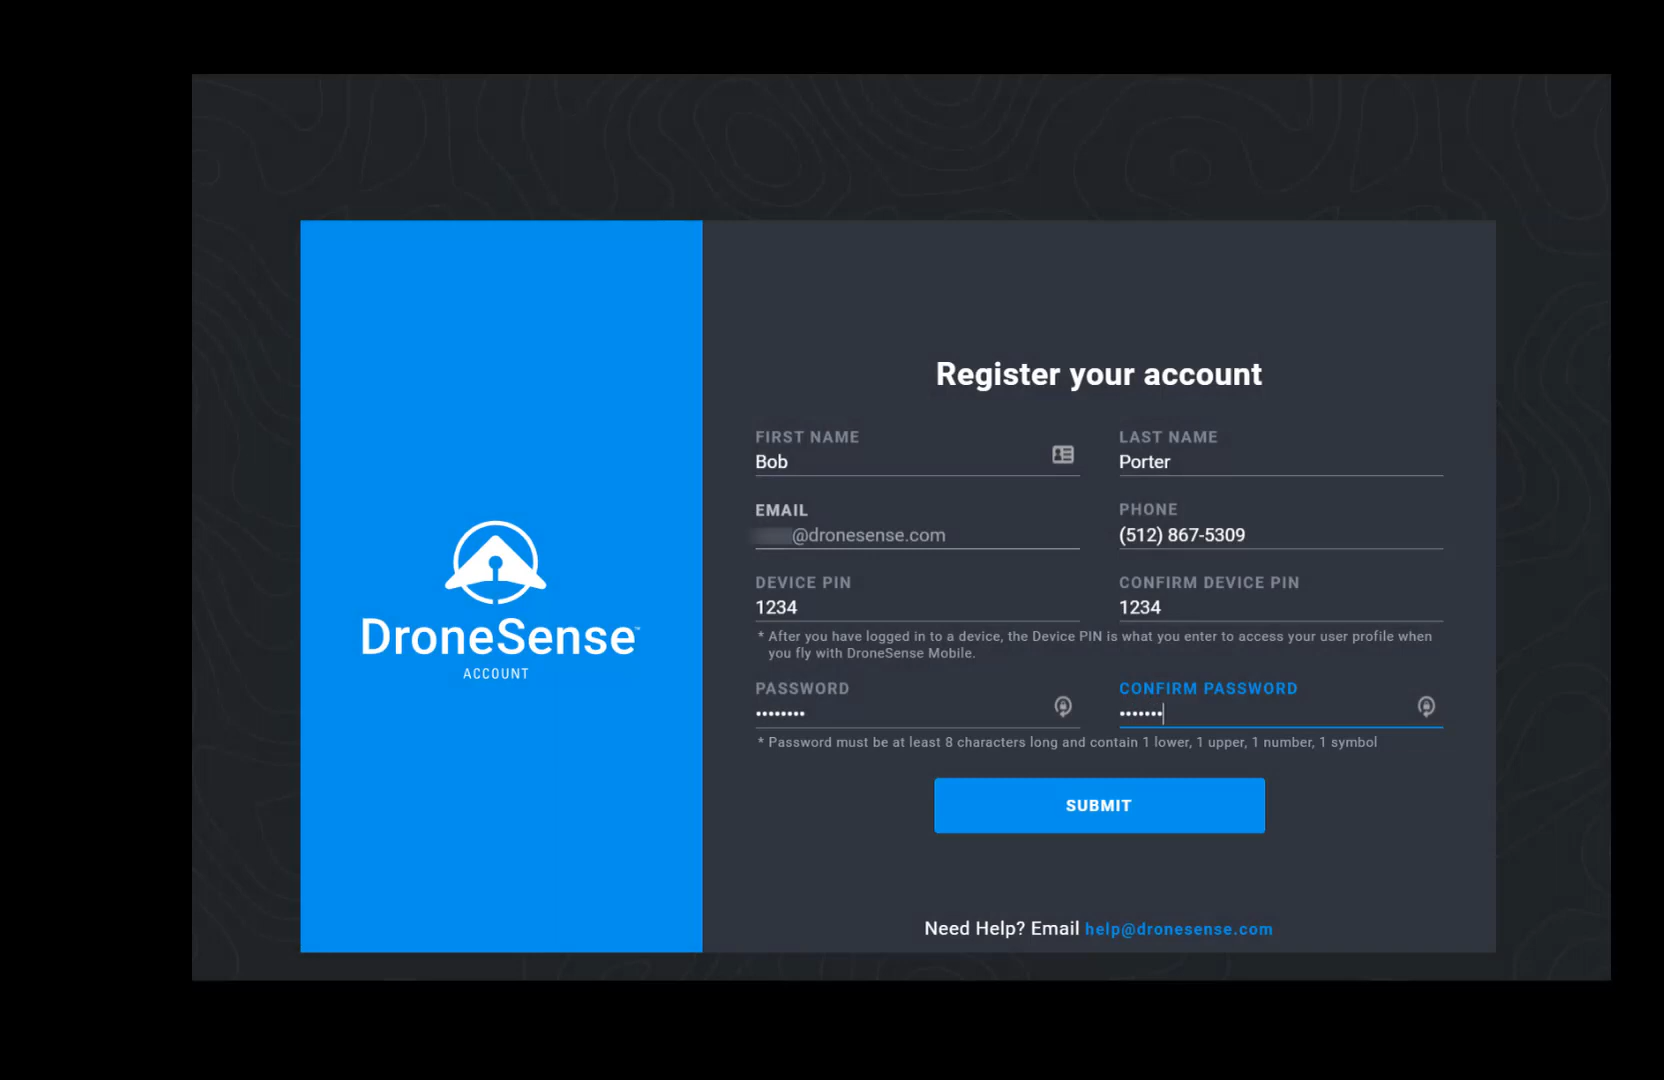 Register your account
FIRST NAME
Bob
LAST NAME
Porter
EMAIL
@dronesense.com
PHONE
(512) 867-5309
DEVICE PIN
1234
CONFIRM DEVICE PIN
1234
* After you have logged in to a device, the Device PIN is what you enter to access your user profile when
you fly with DroneSense Mobile.
PASSWORD
••••••••
CONFIRM PASSWORD
•••••••
* Password must be at least 8 characters long and contain 1 lower, 1 upper, 1 number, 1 symbol
SUBMIT
Need Help? Email help@dronesense.com
DroneSense™
ACCOUNT